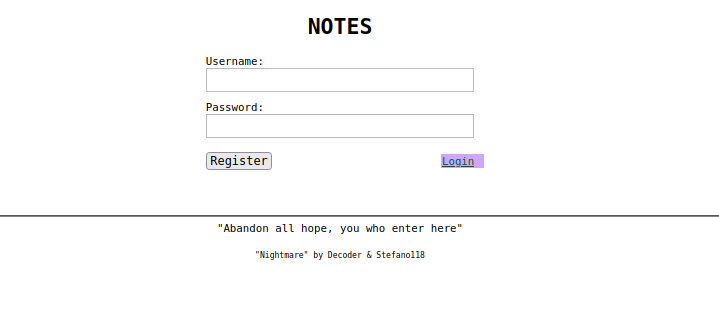 NOTES
Username:
Password:
Register
Login
"Abandon all hope, you who enter here"
"Nightmare" by Decoder & Stefano118